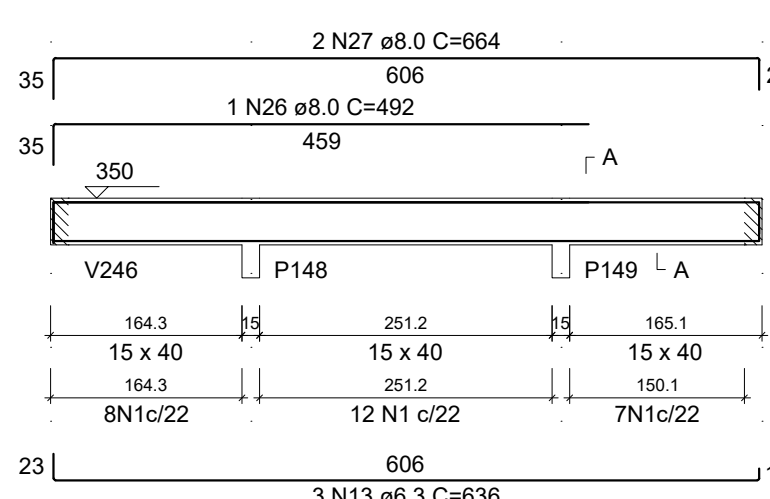 2 N27 ø8.0 C=664
35 606
1 N26 ø8.0 C=492
35 459
A
350
V246 P148 P149 A
164.3 15 251.2 15 165.1
15 x 40 15 x 40 15 x 40
164.3 251.2 150.1
8N1c/22 12 N1 c/22 7N1c/22
23 606
3 N13 ø6.3 C=636